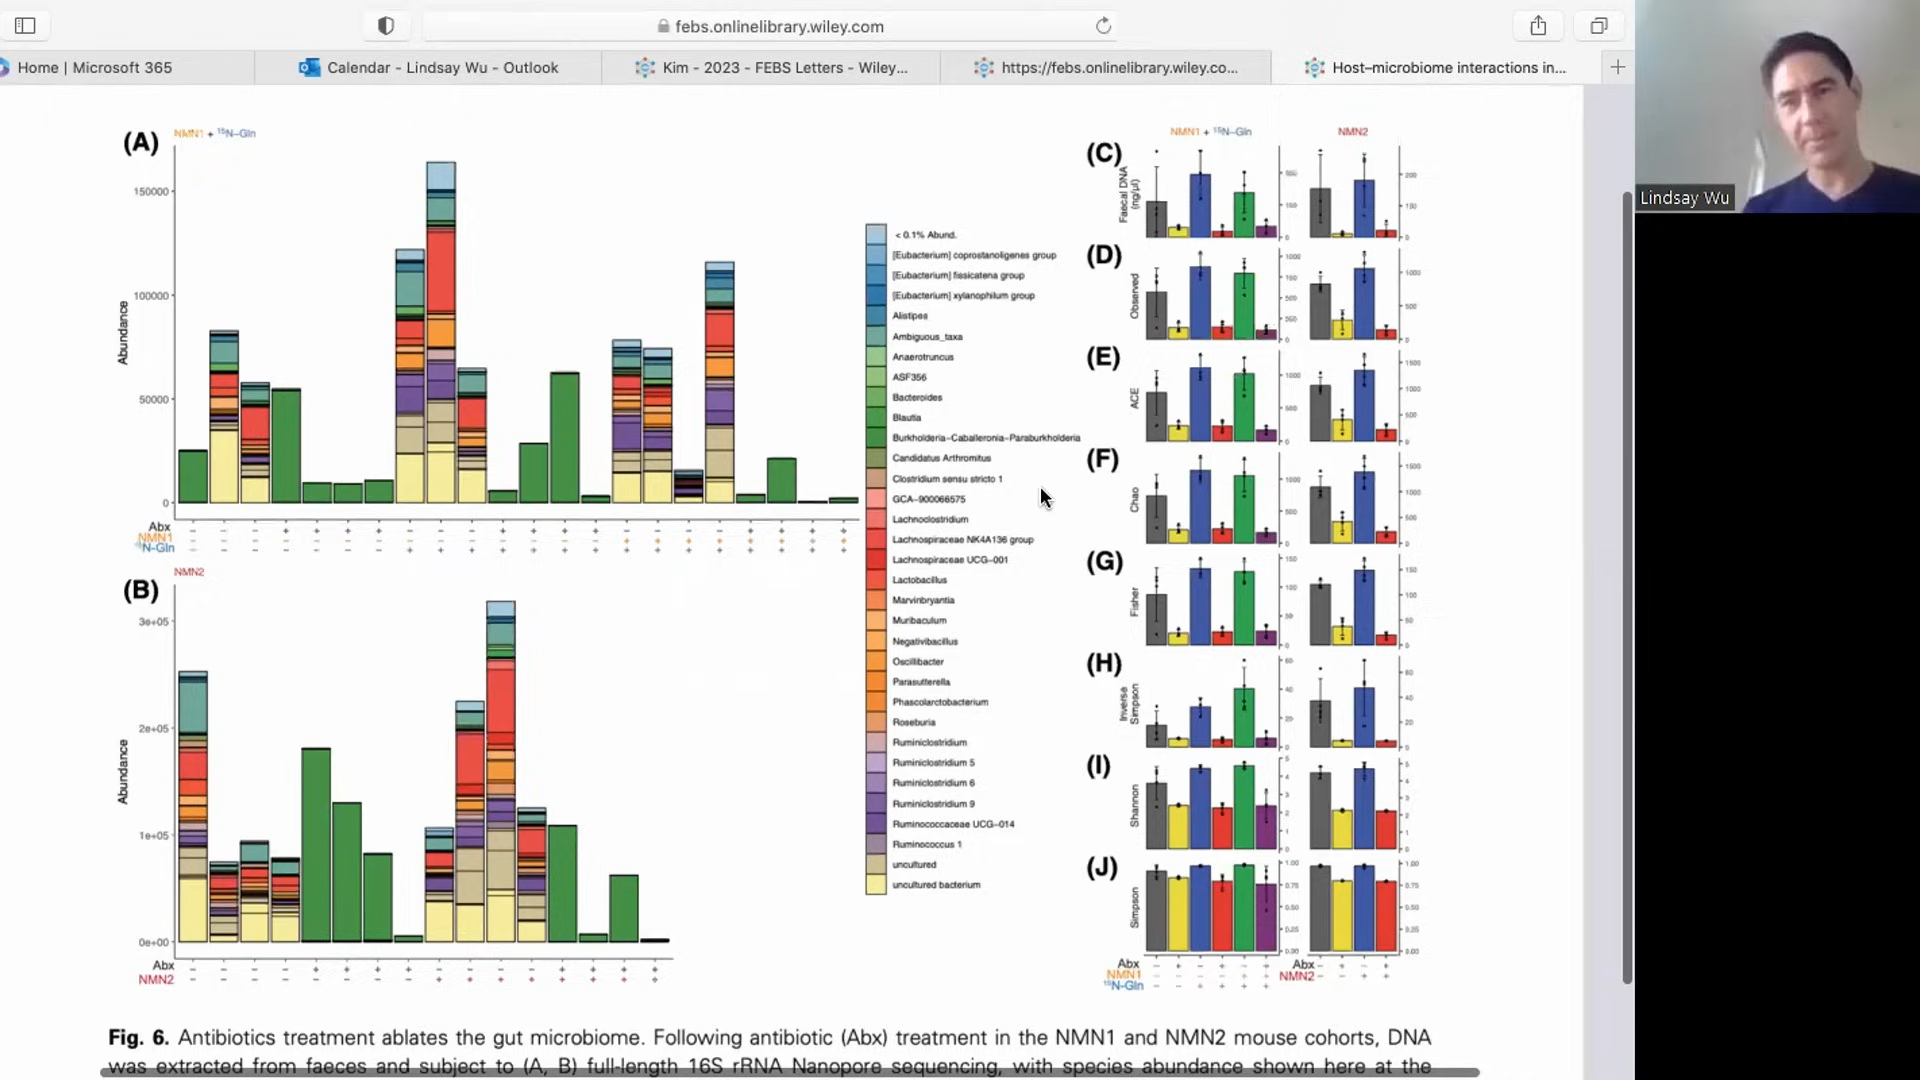 febs.onlinelibrary.wiley.com
Home | Microsoft 365
Calendar - Lindsay Wu - Outlook
Kim - 2023 - FEBS Letters - Wiley...
https://febs.onlinelibrary.wiley.co...
Host–microbiome interactions in...
Lindsay Wu
(A)
NMN1 + ¹⁵N–Gln
150000
100000
50000
0
Abundance
Abx
NMN1
N-Gln
(B)
NMN2
3e+05
2e+05
1e+05
0e+00
Abundance
Abx
NMN2
< 0.1% Abund.
[Eubacterium] coprostanoligenes group
[Eubacterium] fissicatena group
[Eubacterium] xylanophilum group
Alistipes
Ambiguous_taxa
Anaerotruncus
ASF356
Bacteroides
Blautia
Burkholderia–Caballeronia–Paraburkholderia
Candidatus Arthromitus
Clostridium sensu stricto 1
GCA–900066575
Lachnoclostridium
Lachnospiraceae NK4A136 group
Lachnospiraceae UCG–001
Lactobacillus
Marvinbryantia
Muribaculum
Negativibacillus
Oscillibacter
Parasutterella
Phascolarctobacterium
Roseburia
Ruminiclostridium
Ruminiclostridium 5
Ruminiclostridium 6
Ruminiclostridium 9
Ruminococcaceae UCG–014
Ruminococcus 1
uncultured
uncultured bacterium
NMN1 + ¹⁵N–Gln
NMN2
(C)
Faecal DNA
(ng/µl)
(D)
Observed
(E)
ACE
(F)
Chao
(G)
Fisher
(H)
Inverse
Simpson
(I)
Shannon
(J)
Simpson
Abx
NMN1
¹⁵N–Gln
Abx
NMN2
Fig. 6. Antibiotics treatment ablates the gut microbiome. Following antibiotic (Abx) treatment in the NMN1 and NMN2 mouse cohorts, DNA
was extracted from faeces and subject to (A, B) full-length 16S rRNA Nanopore sequencing, with species abundance shown here at the